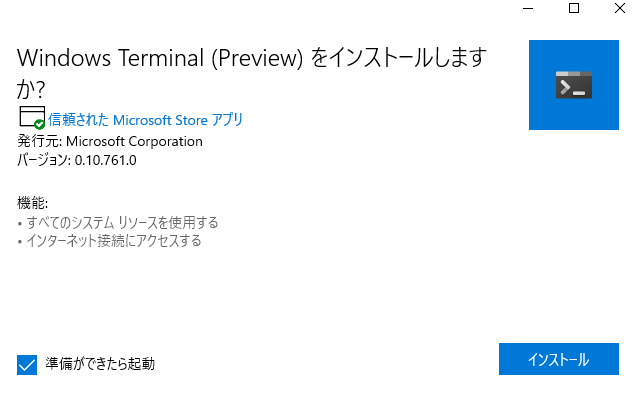 Windows Terminal (Preview) をインストールします
か?
信頼された Microsoft Store アプリ
発行元: Microsoft Corporation
バージョン: 0.10.761.0
機能:
• すべてのシステム リソースを使用する
• インターネット接続にアクセスする
準備ができたら起動
インストール